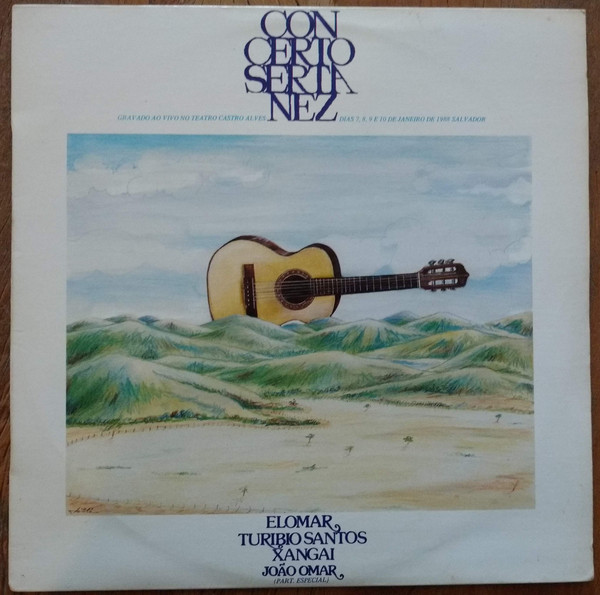 CON
CERTO
SERTA
NEZ
GRAVADO AO VIVO NO TEATRO CASTRO ALVES DIAS 7, 8, 9 E 10 DE JANEIRO DE 1988 SALVADOR
ELOMAR
TURIBIO SANTOS
XANGAI
&
JOÃO OMAR
(PART. ESPECIAL)